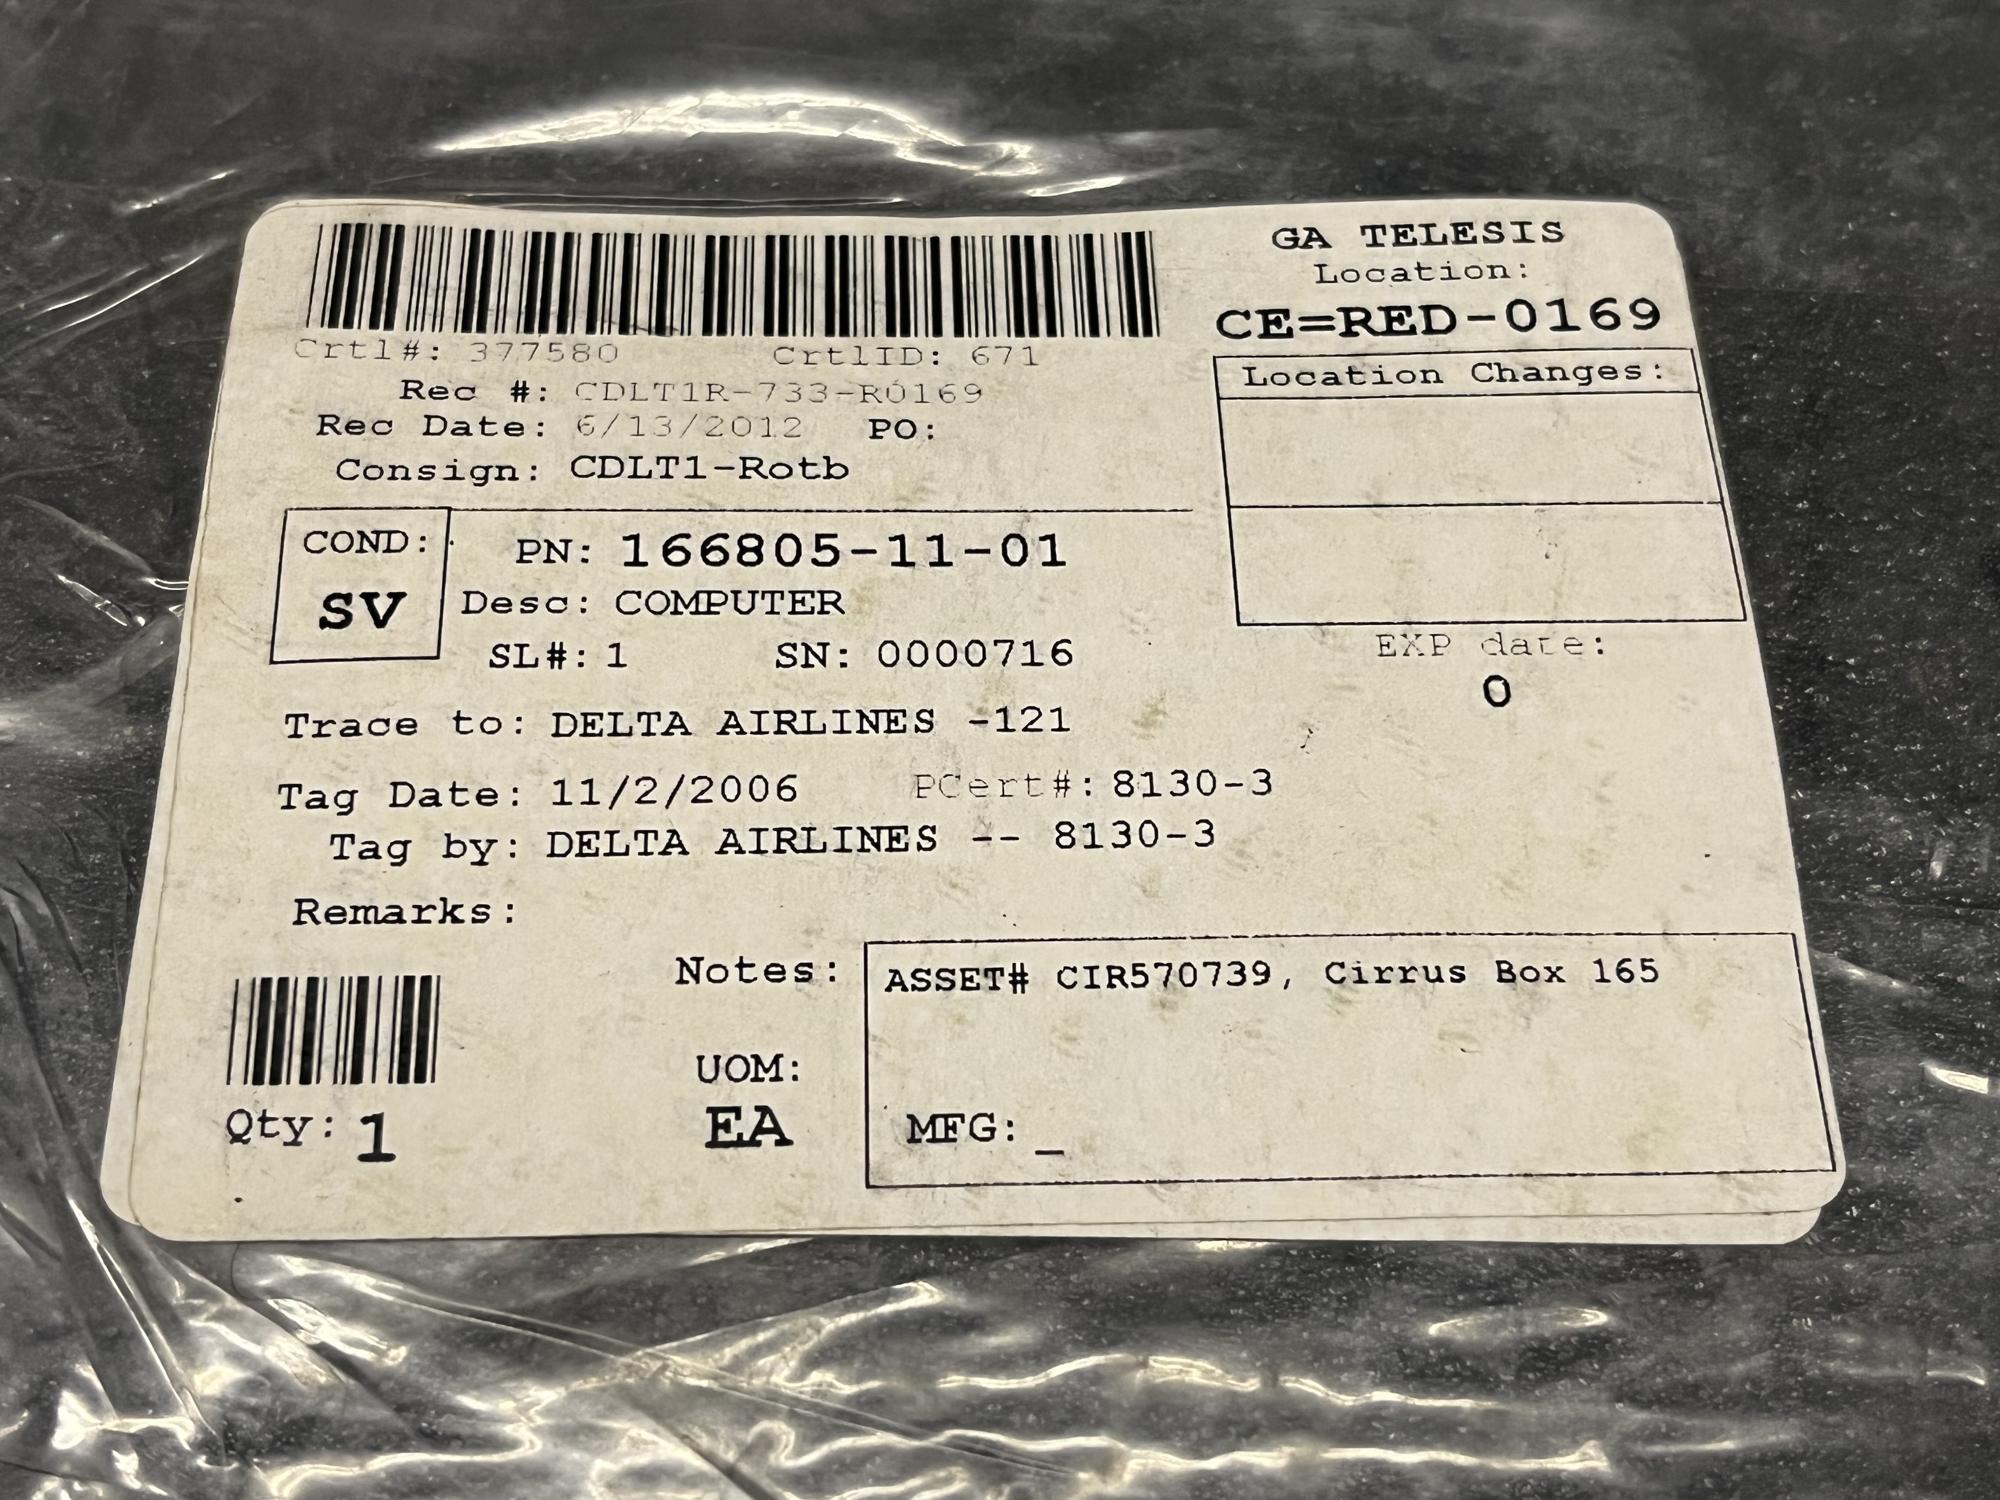 GA TELESIS
Location:
CE=RED-0169
Location Changes:
Crtl#: 377580 CrtlID: 671
Rec #: CDLT1R-733-R0169
Rec Date: 6/13/2012 PO:
Consign: CDLT1-Rotb
COND:
SV
PN: 166805-11-01
Desc: COMPUTER
SL#: 1 SN: 0000716
EXP date:
0
Trace to: DELTA AIRLINES -121
Tag Date: 11/2/2006 PCert#: 8130-3
Tag by: DELTA AIRLINES -- 8130-3
Remarks:
Notes: ASSET# CIR570739, Cirrus Box 165
UOM:
EA
MFG: _
Qty: 1